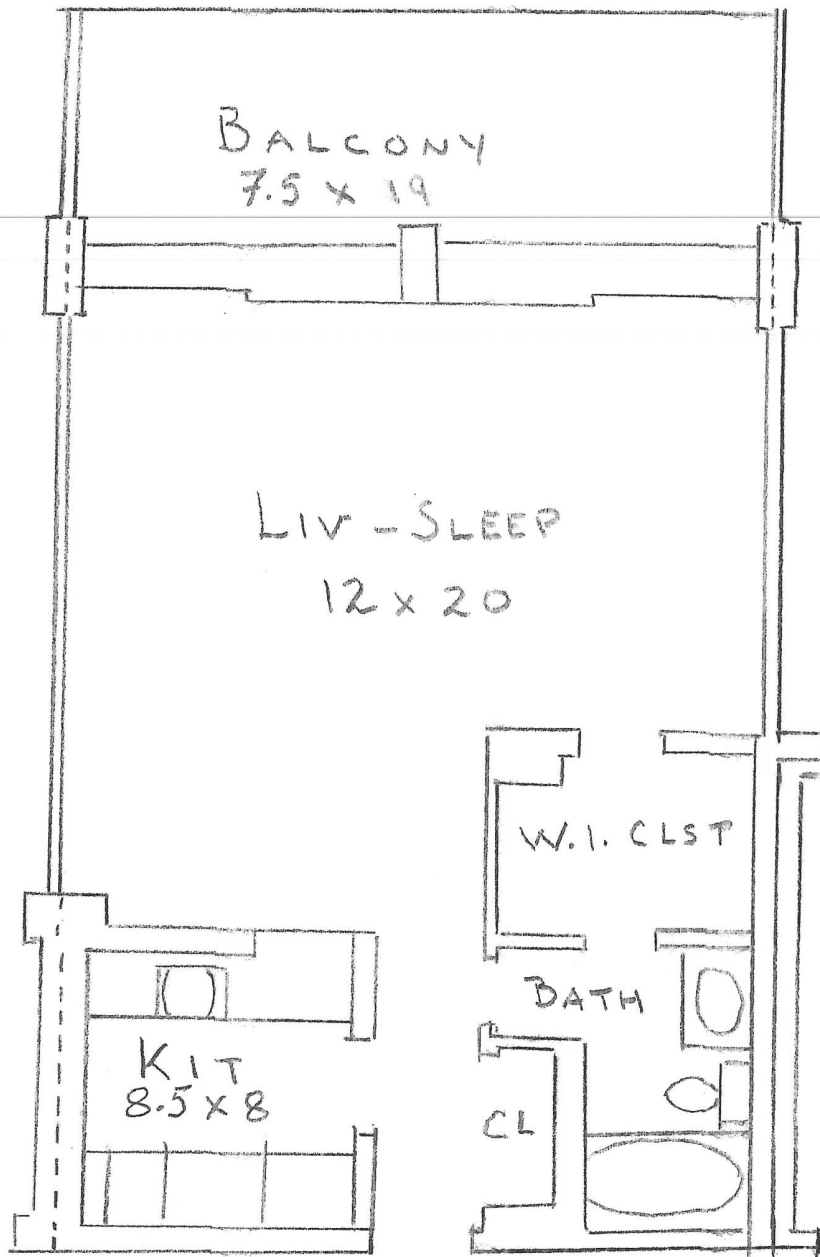 BALCONY
7.5 x 19
LIV - SLEEP
12 x 20
W.I. CLST
BATH
KIT
8.5 x 8
CL